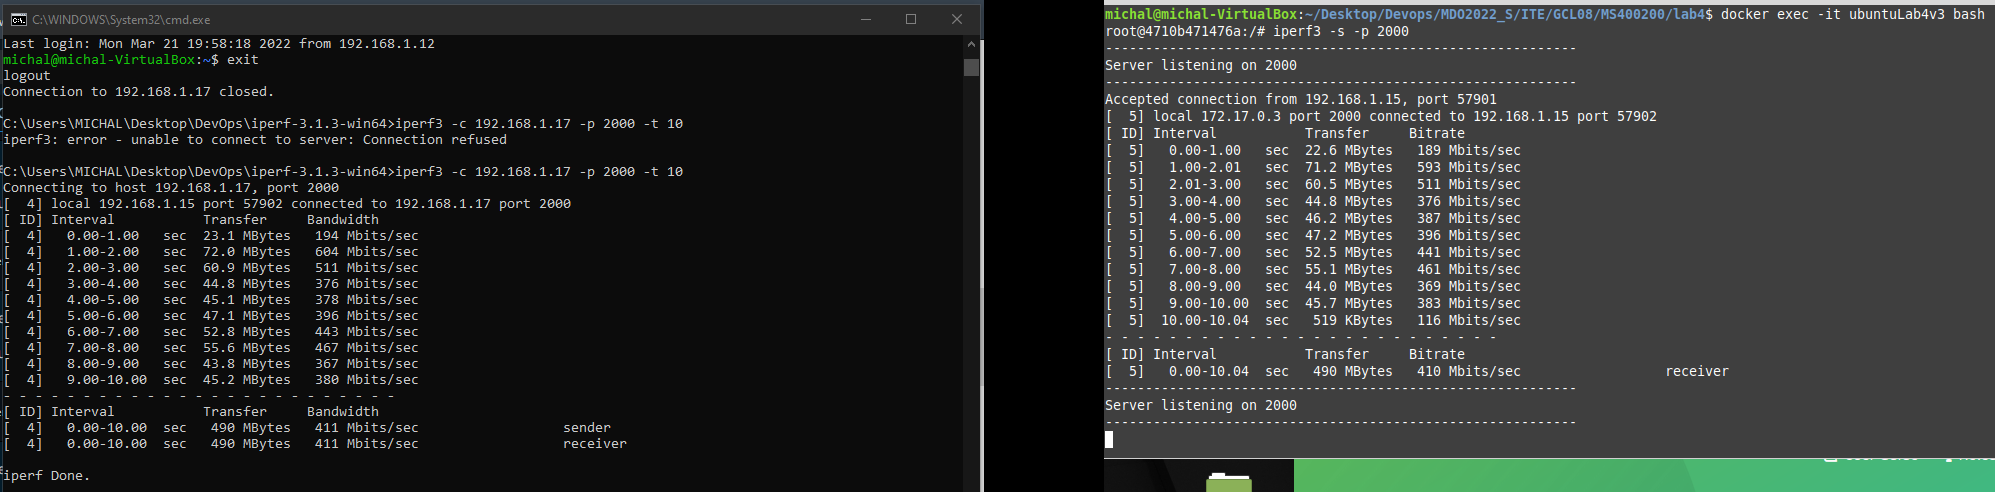 C:\WINDOWS\System32\cmd.exe
Last login: Mon Mar 21 19:58:18 2022 from 192.168.1.12
michal@michal-VirtualBox:~$ exit
logout
Connection to 192.168.1.17 closed.
C:\Users\MICHAL\Desktop\DevOps\iperf-3.1.3-win64>iperf3 -c 192.168.1.17 -p 2000 -t 10
iperf3: error - unable to connect to server: Connection refused
C:\Users\MICHAL\Desktop\DevOps\iperf-3.1.3-win64>iperf3 -c 192.168.1.17 -p 2000 -t 10
Connecting to host 192.168.1.17, port 2000
[  4] local 192.168.1.15 port 57902 connected to 192.168.1.17 port 2000
[ ID] Interval           Transfer     Bandwidth
[  4]   0.00-1.00   sec  23.1 MBytes   194 Mbits/sec
[  4]   1.00-2.00   sec  72.0 MBytes   604 Mbits/sec
[  4]   2.00-3.00   sec  60.9 MBytes   511 Mbits/sec
[  4]   3.00-4.00   sec  44.8 MBytes   376 Mbits/sec
[  4]   4.00-5.00   sec  45.1 MBytes   378 Mbits/sec
[  4]   5.00-6.00   sec  47.1 MBytes   396 Mbits/sec
[  4]   6.00-7.00   sec  52.8 MBytes   443 Mbits/sec
[  4]   7.00-8.00   sec  55.6 MBytes   467 Mbits/sec
[  4]   8.00-9.00   sec  43.8 MBytes   367 Mbits/sec
[  4]   9.00-10.00  sec  45.2 MBytes   380 Mbits/sec
- - - - - - - - - - - - - - - - - - - - - - - - -
[ ID] Interval           Transfer     Bandwidth
[  4]   0.00-10.00  sec   490 MBytes   411 Mbits/sec                  sender
[  4]   0.00-10.00  sec   490 MBytes   411 Mbits/sec                  receiver
iperf Done.
michal@michal-VirtualBox:~/Desktop/Devops/MDO2022_S/ITE/GCL08/MS400200/lab4$ docker exec -it ubuntuLab4v3 bash
root@4710b471476a:/# iperf3 -s -p 2000
-----------------------------------------------------------
Server listening on 2000
-----------------------------------------------------------
Accepted connection from 192.168.1.15, port 57901
[  5] local 172.17.0.3 port 2000 connected to 192.168.1.15 port 57902
[ ID] Interval           Transfer     Bitrate
[  5]   0.00-1.00   sec  22.6 MBytes   189 Mbits/sec
[  5]   1.00-2.01   sec  71.2 MBytes   593 Mbits/sec
[  5]   2.01-3.00   sec  60.5 MBytes   511 Mbits/sec
[  5]   3.00-4.00   sec  44.8 MBytes   376 Mbits/sec
[  5]   4.00-5.00   sec  46.2 MBytes   387 Mbits/sec
[  5]   5.00-6.00   sec  47.2 MBytes   396 Mbits/sec
[  5]   6.00-7.00   sec  52.5 MBytes   441 Mbits/sec
[  5]   7.00-8.00   sec  55.1 MBytes   461 Mbits/sec
[  5]   8.00-9.00   sec  44.0 MBytes   369 Mbits/sec
[  5]   9.00-10.00  sec  45.7 MBytes   383 Mbits/sec
[  5]  10.00-10.04  sec   519 KBytes   116 Mbits/sec
- - - - - - - - - - - - - - - - - - - - - - - - -
[ ID] Interval           Transfer     Bitrate
[  5]   0.00-10.04  sec   490 MBytes   410 Mbits/sec                  receiver
-----------------------------------------------------------
Server listening on 2000
-----------------------------------------------------------